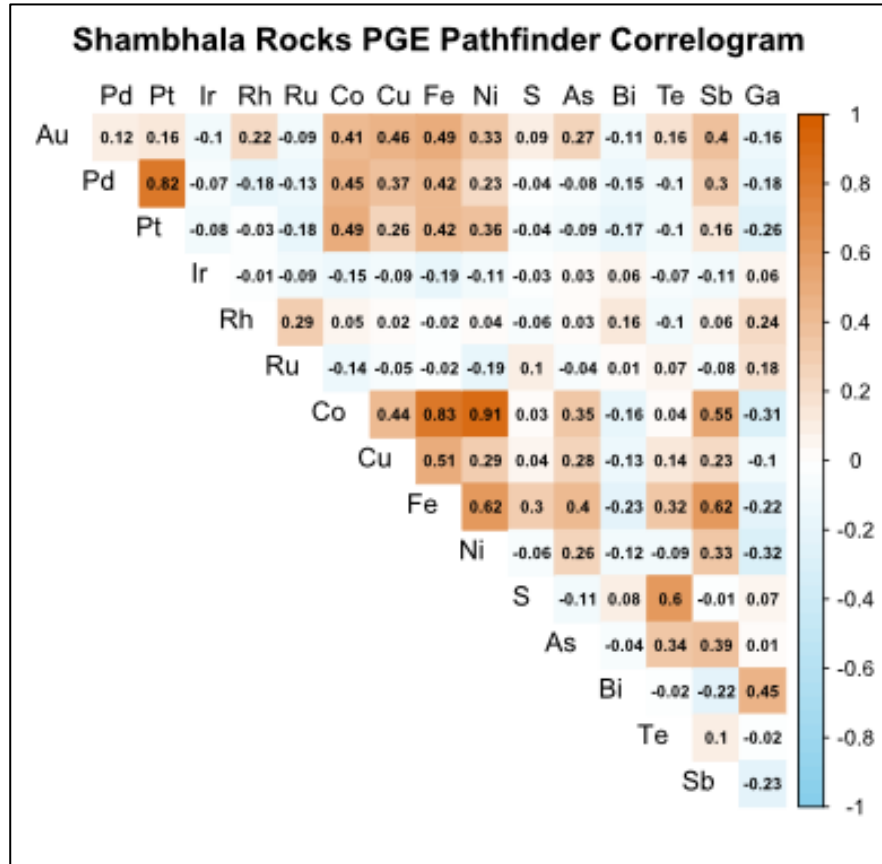 Shambhala Rocks PGE Pathfinder Correlogram
Pd Pt Ir Rh Ru Co Cu Fe Ni S As Bi Te Sb Ga
Au 0.12 0.16 -0.1 0.22 -0.09 0.41 0.46 0.49 0.33 0.09 0.27 -0.11 0.16 0.4 -0.16
Pd 0.82 -0.07 -0.18 -0.13 0.45 0.37 0.42 0.23 -0.04 -0.08 -0.15 -0.1 0.3 -0.18
Pt -0.08 -0.03 -0.18 0.49 0.26 0.42 0.36 -0.04 -0.09 -0.17 -0.1 0.16 -0.26
Ir -0.01 -0.09 -0.15 -0.09 -0.19 -0.11 -0.03 0.03 0.06 -0.07 -0.11 0.06
Rh 0.29 0.05 0.02 -0.02 0.04 -0.06 0.03 0.16 -0.1 0.06 0.24
Ru -0.14 -0.05 -0.02 -0.19 0.1 -0.04 0.01 0.07 -0.08 0.18
Co 0.44 0.83 0.91 0.03 0.35 -0.16 0.04 0.55 -0.31
Cu 0.51 0.29 0.04 0.28 -0.13 0.14 0.23 -0.1
Fe 0.62 0.3 0.4 -0.23 0.32 0.62 -0.22
Ni -0.06 0.26 -0.12 -0.09 0.33 -0.32
S -0.11 0.08 0.6 -0.01 0.07
As -0.04 0.34 0.39 0.01
Bi -0.02 -0.22 0.45
Te 0.1 -0.02
Sb -0.23
1
0.8
0.6
0.4
0.2
0
-0.2
-0.4
-0.6
-0.8
-1